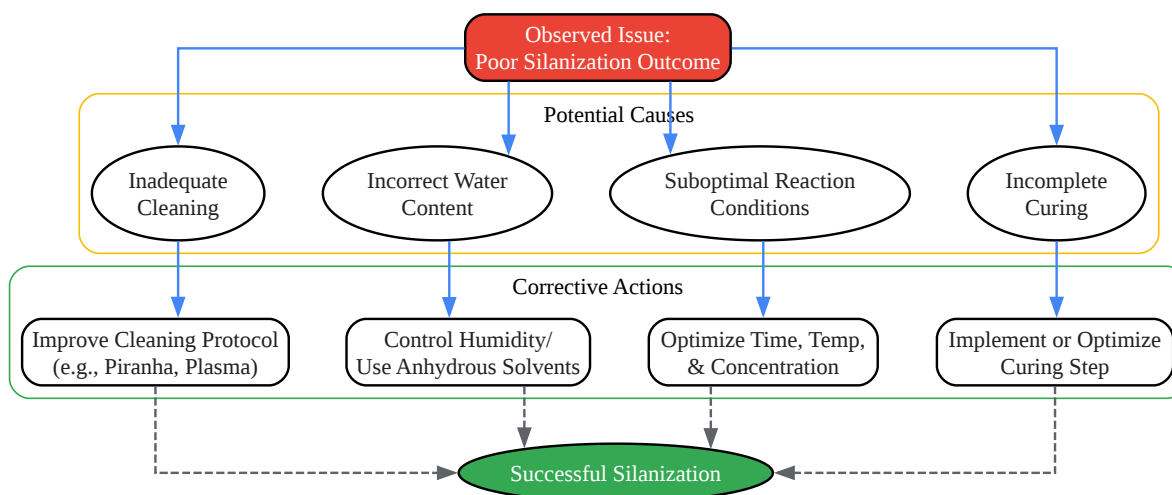 Observed Issue:
Poor Silanization Outcome
Potential Causes
Inadequate
Cleaning
Incorrect Water
Content
Suboptimal Reaction
Conditions
Incomplete
Curing
Corrective Actions
Improve Cleaning Protocol
(e.g., Piranha, Plasma)
Control Humidity/
Use Anhydrous Solvents
Optimize Time, Temp,
& Concentration
Implement or Optimize
Curing Step
Successful Silanization